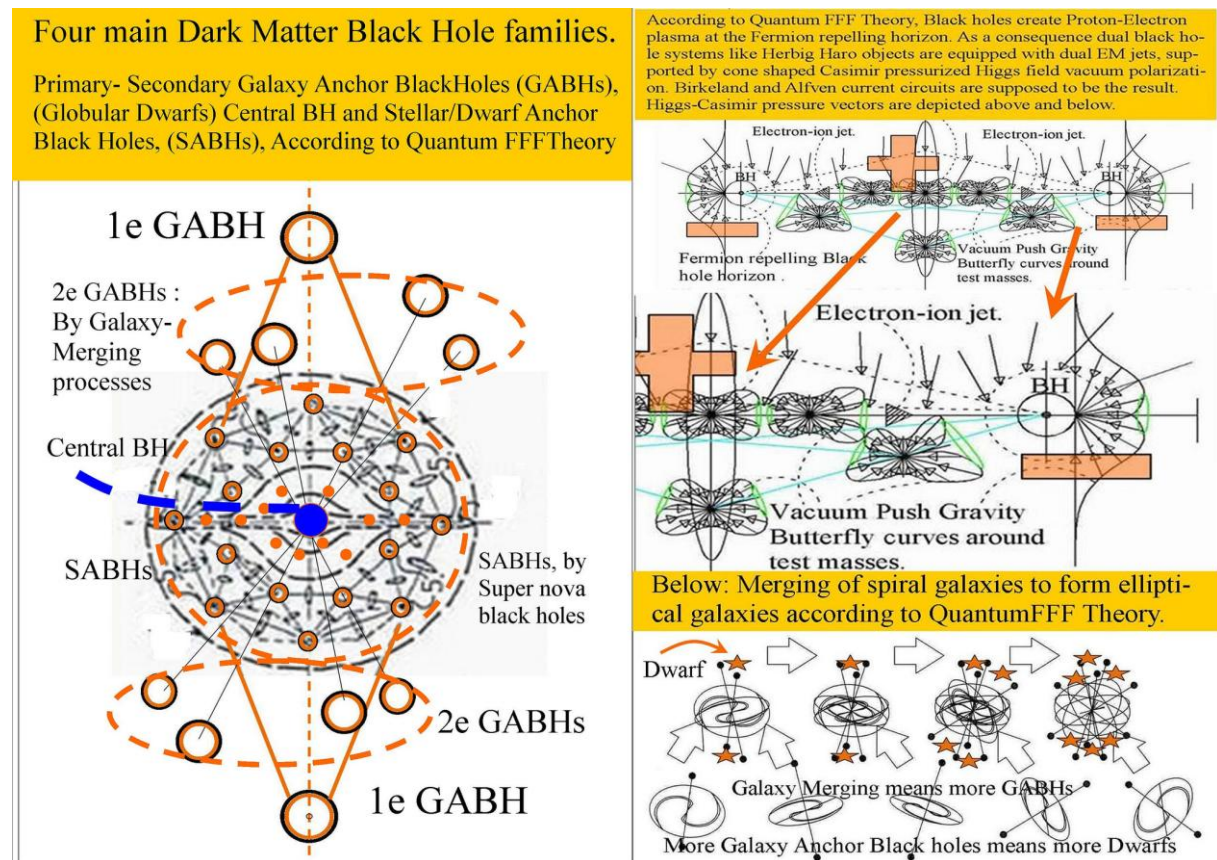 Four main Dark Matter Black Hole families.
Primary- Secondary Galaxy Anchor BlackHoles (GABHs),
(Globular Dwarfs) Central BH and Stellar/Dwarf Anchor
Black Holes, (SABHs), According to Quantum FFFTheory
1e GABH
2e GABHs :
By Galaxy-
Merging
processes
Central BH
SABHs
SABHs, by
Super nova
black holes
2e GABHs
1e GABH
According to Quantum FFF Theory, Black holes create Proton-Electron
plasma at the Fermion repelling horizon. As a consequence dual black ho-
le systems like Herbig Haro objects are equipped with dual EM jets, sup-
ported by cone shaped Casimir pressurized Higgs field vacuum polarizati-
on. Birkeland and Alfven current circuits are supposed to be the result.
Higgs-Casimir pressure vectors are depicted above and below.
Electron-ion jet.
Electron-ion jet.
BH
BH
Fermion repelling Black
hole horizon .
Vacuum Push Gravity
Butterfly curves around
test masses.
Electron-ion jet.
BH
Vacuum Push Gravity
Butterfly curves around
test masses.
Below: Merging of spiral galaxies to form ellipti-
cal galaxies according to QuantumFFF Theory.
Dwarf
Galaxy Merging means more GABHs
More Galaxy Anchor Black holes means more Dwarfs